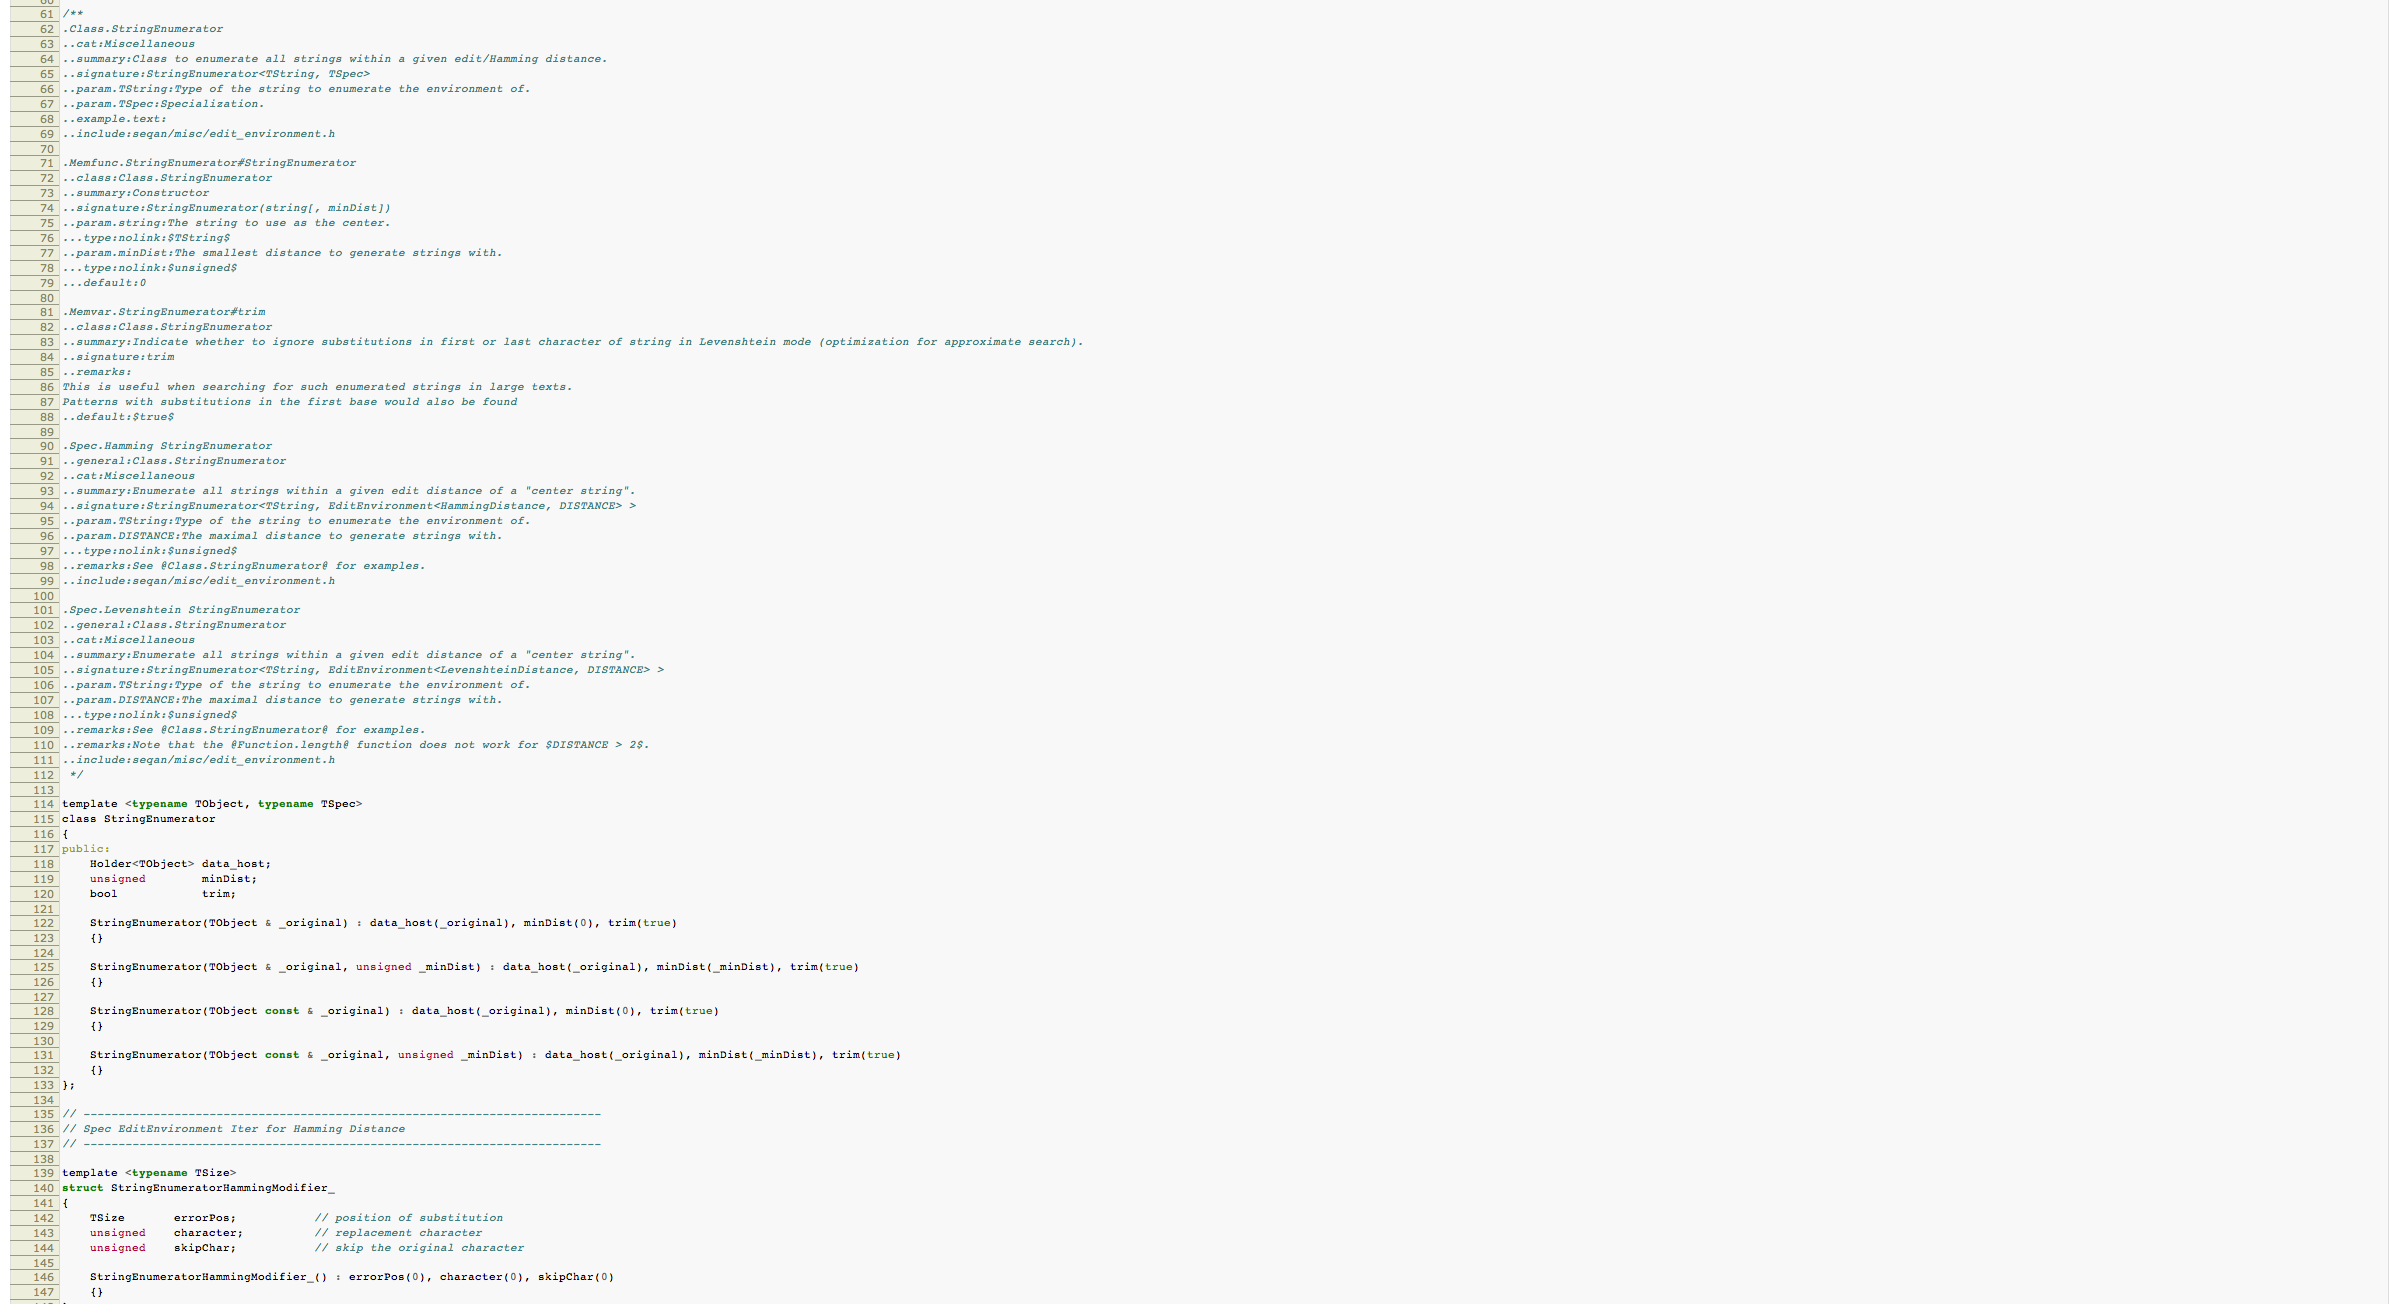 61 /**
62 .Class.StringEnumerator
63 ..cat:Miscellaneous
64 ..summary:Class to enumerate all strings within a given edit/Hamming distance.
65 ..signature:StringEnumerator<TString, TSpec>
66 ..param.TString:Type of the string to enumerate the environment of.
67 ..param.TSpec:Specialization.
68 ..example.text:
69 ..include:seqan/misc/edit_environment.h
70
71 .Memfunc.StringEnumerator#StringEnumerator
72 ..class:Class.StringEnumerator
73 ..summary:Constructor
74 ..signature:StringEnumerator(string[, minDist])
75 ..param.string:The string to use as the center.
76 ...type:nolink:$TString$
77 ..param.minDist:The smallest distance to generate strings with.
78 ...type:nolink:$unsigned$
79 ...default:0
80
81 .Memvar.StringEnumerator#trim
82 ..class:Class.StringEnumerator
83 ..summary:Indicate whether to ignore substitutions in first or last character of string in Levenshtein mode (optimization for approximate search).
84 ..signature:trim
85 ..remarks:
86 This is useful when searching for such enumerated strings in large texts.
87 Patterns with substitutions in the first base would also be found
88 ..default:$true$
89
90 .Spec.Hamming StringEnumerator
91 ..general:Class.StringEnumerator
92 ..cat:Miscellaneous
93 ..summary:Enumerate all strings within a given edit distance of a "center string".
94 ..signature:StringEnumerator<TString, EditEnvironment<HammingDistance, DISTANCE> >
95 ..param.TString:Type of the string to enumerate the environment of.
96 ..param.DISTANCE:The maximal distance to generate strings with.
97 ...type:nolink:$unsigned$
98 ..remarks:See @Class.StringEnumerator@ for examples.
99 ..include:seqan/misc/edit_environment.h
100
101 .Spec.Levenshtein StringEnumerator
102 ..general:Class.StringEnumerator
103 ..cat:Miscellaneous
104 ..summary:Enumerate all strings within a given edit distance of a "center string".
105 ..signature:StringEnumerator<TString, EditEnvironment<LevenshteinDistance, DISTANCE> >
106 ..param.TString:Type of the string to enumerate the environment of.
107 ..param.DISTANCE:The maximal distance to generate strings with.
108 ...type:nolink:$unsigned$
109 ..remarks:See @Class.StringEnumerator@ for examples.
110 ..remarks:Note that the @Function.length@ function does not work for $DISTANCE > 2$.
111 ..include:seqan/misc/edit_environment.h
112 */
113
114 template <typename TObject, typename TSpec>
115 class StringEnumerator
116 {
117 public:
118 Holder<TObject> data_host;
119 unsigned minDist;
120 bool trim;
121
122 StringEnumerator(TObject & _original) : data_host(_original), minDist(0), trim(true)
123 {}
124
125 StringEnumerator(TObject & _original, unsigned _minDist) : data_host(_original), minDist(_minDist), trim(true)
126 {}
127
128 StringEnumerator(TObject const & _original) : data_host(_original), minDist(0), trim(true)
129 {}
130
131 StringEnumerator(TObject const & _original, unsigned _minDist) : data_host(_original), minDist(_minDist), trim(true)
132 {}
133 };
134
135 // --------------------------------------------------------------------------
136 // Spec EditEnvironment Iter for Hamming Distance
137 // --------------------------------------------------------------------------
138
139 template <typename TSize>
140 struct StringEnumeratorHammingModifier_
141 {
142 TSize errorPos; // position of substitution
143 unsigned character; // replacement character
144 unsigned skipChar; // skip the original character
145
146 StringEnumeratorHammingModifier_() : errorPos(0), character(0), skipChar(0)
147 {}